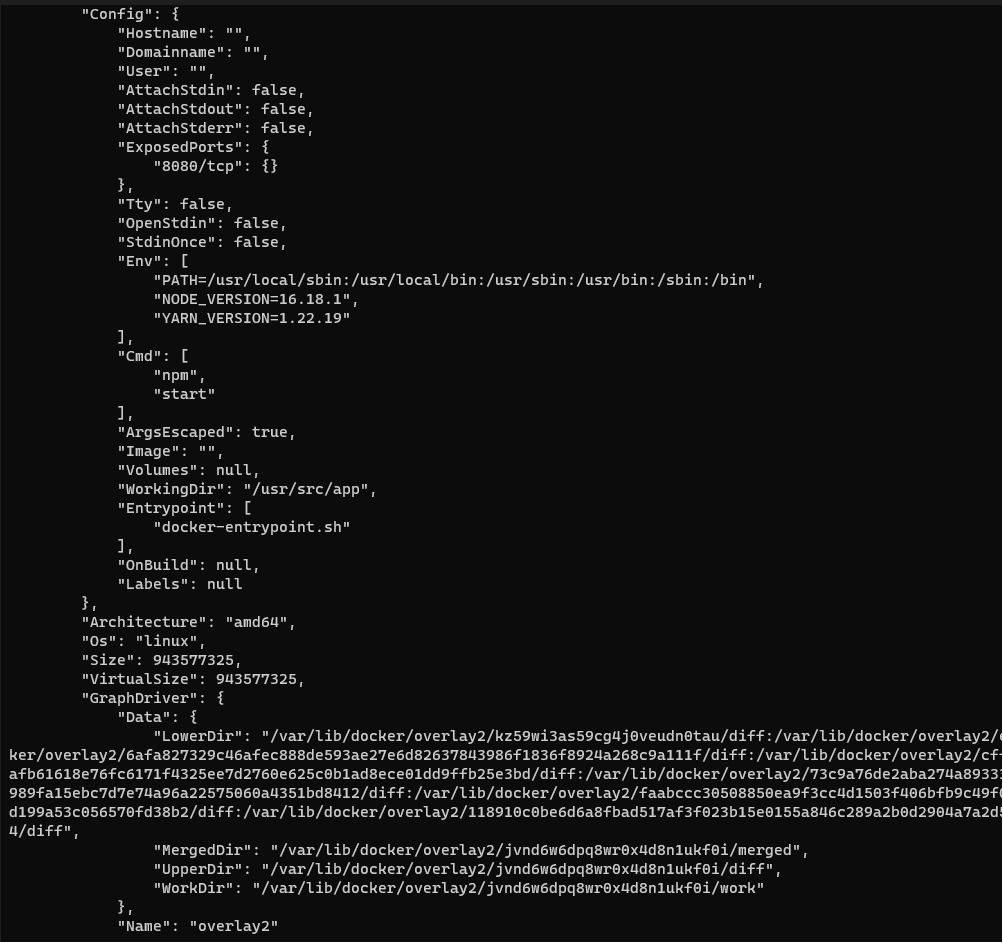 "Config": {
"Hostname": "",
"Domainname": "",
"User": "",
"AttachStdin": false,
"AttachStdout": false,
"AttachStderr": false,
"ExposedPorts": {
"8080/tcp": {}
},
"Tty": false,
"OpenStdin": false,
"StdinOnce": false,
"Env": [
"PATH=/usr/local/sbin:/usr/local/bin:/usr/sbin:/usr/bin:/sbin:/bin",
"NODE_VERSION=16.18.1",
"YARN_VERSION=1.22.19"
],
"Cmd": [
"npm",
"start"
],
"ArgsEscaped": true,
"Image": "",
"Volumes": null,
"WorkingDir": "/usr/src/app",
"Entrypoint": [
"docker-entrypoint.sh"
],
"OnBuild": null,
"Labels": null
},
"Architecture": "amd64",
"Os": "linux",
"Size": 943577325,
"VirtualSize": 943577325,
"GraphDriver": {
"Data": {
"LowerDir": "/var/lib/docker/overlay2/kz59wi3as59cg4j0veudn0tau/diff:/var/lib/docker/overlay2/
ker/overlay2/6afa827329c46afec888de593ae27e6d82637843986f1836f8924a268c9a111f/diff:/var/lib/docker/overlay2/cf
afb61618e76fc6171f4325ee7d2760e625c0b1ad8ece01dd9ffb25e3bd/diff:/var/lib/docker/overlay2/73c9a76de2aba274a8933
989fa15ebc7d7e74a96a22575060a4351bd8412/diff:/var/lib/docker/overlay2/faabccc30508850ea9f3cc4d1503f406bfb9c49f
d199a53c056570fd38b2/diff:/var/lib/docker/overlay2/118910c0be6d6a8fbad517af3f023b15e0155a846c289a2b0d2904a7a2d
4/diff",
"MergedDir": "/var/lib/docker/overlay2/jvnd6w6dpq8wr0x4d8n1ukf0i/merged",
"UpperDir": "/var/lib/docker/overlay2/jvnd6w6dpq8wr0x4d8n1ukf0i/diff",
"WorkDir": "/var/lib/docker/overlay2/jvnd6w6dpq8wr0x4d8n1ukf0i/work"
},
"Name": "overlay2"